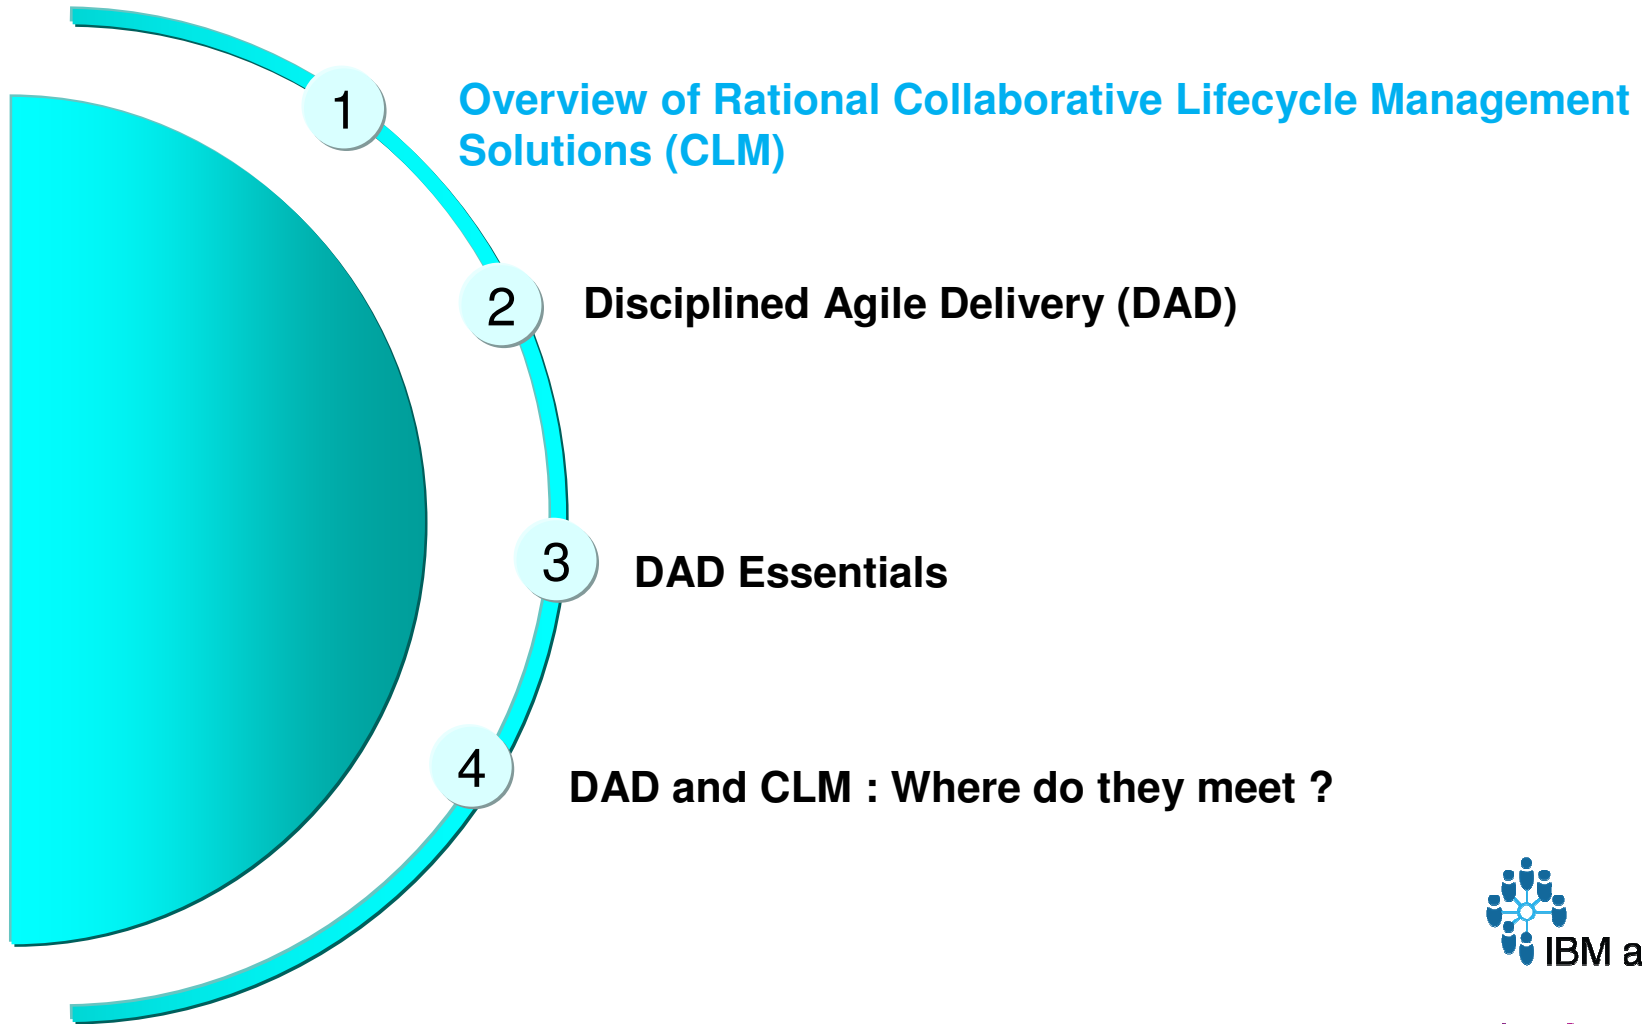 1
Overview of Rational Collaborative Lifecycle Management
Solutions (CLM)
2
Disciplined Agile Delivery (DAD)
3
DAD Essentials
4
DAD and CLM : Where do they meet ?
IBM a